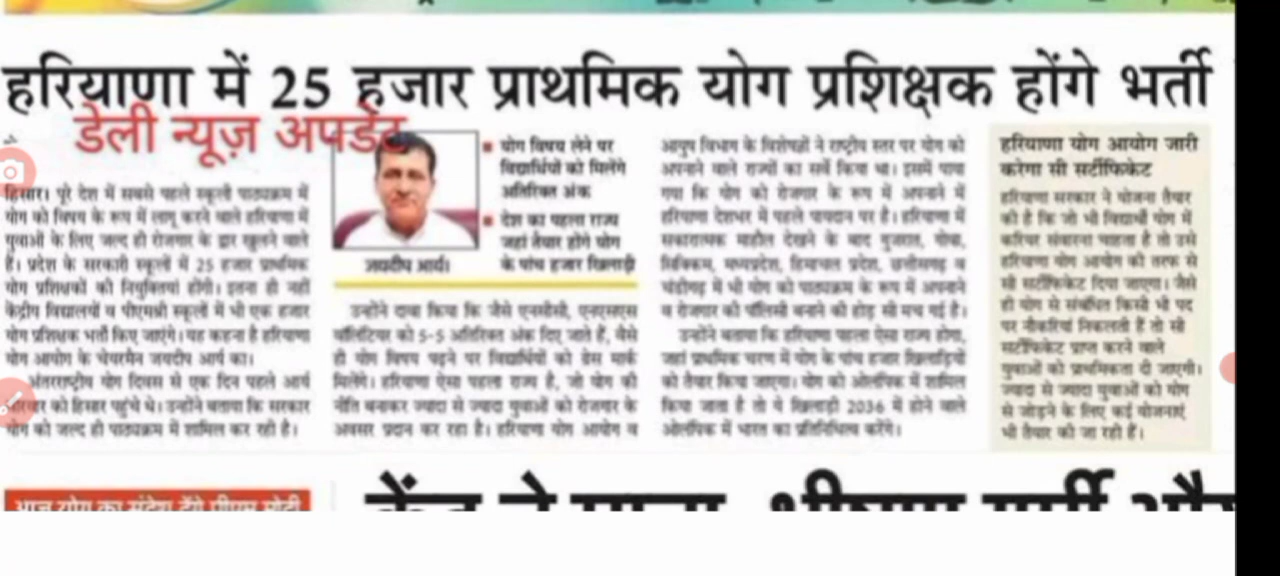 हरियाणा में 25 हजार प्राथमिक योग प्रशिक्षक होंगे भर्ती
डेली न्यूज़ अपडेट
हिसार। पूरे देश में सबसे पहले स्कूली पाठ्यक्रम में
योग को विषय के रूप में लागू करने वाले हरियाणा में
युवाओं के लिए जल्द ही रोजगार के द्वार खुलने वाले
हैं। प्रदेश के सरकारी स्कूलों में 25 हजार प्राथमिक
योग प्रशिक्षकों की नियुक्तियां होंगी। इतना ही नहीं
केंद्रीय विद्यालयों व पीएमश्री स्कूलों में भी एक हजार
योग प्रशिक्षक भर्ती किए जाएंगे। यह कहना है हरियाणा
योग आयोग के चेयरमैन जयदीप आर्य का।
अंतरराष्ट्रीय योग दिवस से एक दिन पहले आर्य
को हिसार पहुंचे थे। उन्होंने बताया कि सरकार
योग को जल्द ही पाठ्यक्रम में शामिल कर रही है।
जयदीप आर्य।
योग विषय लेने पर
विद्यार्थियों को मिलेंगे
अतिरिक्त अंक
देश का पहला राज्य
जहां तैयार होंगे योग
के पांच हजार खिलाड़ी
उन्होंने दावा किया कि जैसे एनसीसी, एनएसएस
वॉलंटियर को 5-5 अतिरिक्त अंक दिए जाते हैं, वैसे
ही योग विषय पढ़ने पर विद्यार्थियों को ग्रेस मार्क
मिलेंगे। हरियाणा ऐसा पहला राज्य है, जो योग की
नीति बनाकर ज्यादा से ज्यादा युवाओं को रोजगार के
अवसर प्रदान कर रहा है। हरियाणा योग आयोग व
आयुष विभाग के विशेषज्ञों ने राष्ट्रीय स्तर पर योग को
अपनाने वाले राज्यों का सर्वे किया था। इसमें पाया
गया कि योग को रोजगार के रूप में अपनाने में
हरियाणा देशभर में पहले पायदान पर है। हरियाणा में
सकारात्मक माहौल देखने के बाद गुजरात, गोवा,
सिक्किम, मध्यप्रदेश, हिमाचल प्रदेश, छत्तीसगढ़ व
चंडीगढ़ में भी योग को पाठ्यक्रम के रूप में अपनाने
व रोजगार की पॉलिसी बनाने की होड़ सी मच गई है।
उन्होंने बताया कि हरियाणा पहला ऐसा राज्य होगा,
जहां प्राथमिक चरण में योग के पांच हजार खिलाड़ियों
को तैयार किया जाएगा। योग को ओलंपिक में शामिल
किया जाता है तो ये खिलाड़ी 2036 में होने वाले
ओलंपिक में भारत का प्रतिनिधित्व करेंगे।
हरियाणा योग आयोग जारी
करेगा सी सर्टीफिकेट
हरियाणा सरकार ने योजना तैयार
की है कि जो भी विद्यार्थी योग में
करियर संवारना चाहता है तो उसे
हरियाणा योग आयोग की तरफ से
सी सर्टीफिकेट दिया जाएगा। जैसे
ही योग से संबंधित किसी भी पद
पर नौकरियां निकलती हैं तो सी
सर्टीफिकेट प्राप्त करने वाले
युवाओं को प्राथमिकता दी जाएगी।
ज्यादा से ज्यादा युवाओं को योग
से जोड़ने के लिए कई योजनाएं
भी तैयार की जा रही हैं।
आज योग का संदेश देंगे पीएम मोदी
केंद्र ने माना, भीषण गर्मी और